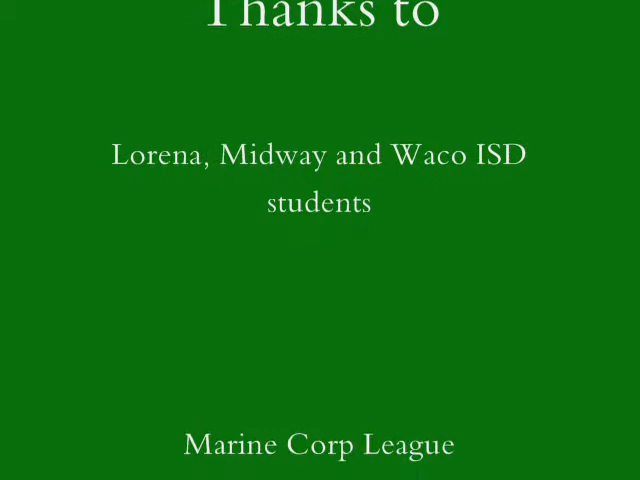 Thanks to
Lorena, Midway and Waco ISD
students
Marine Corp League